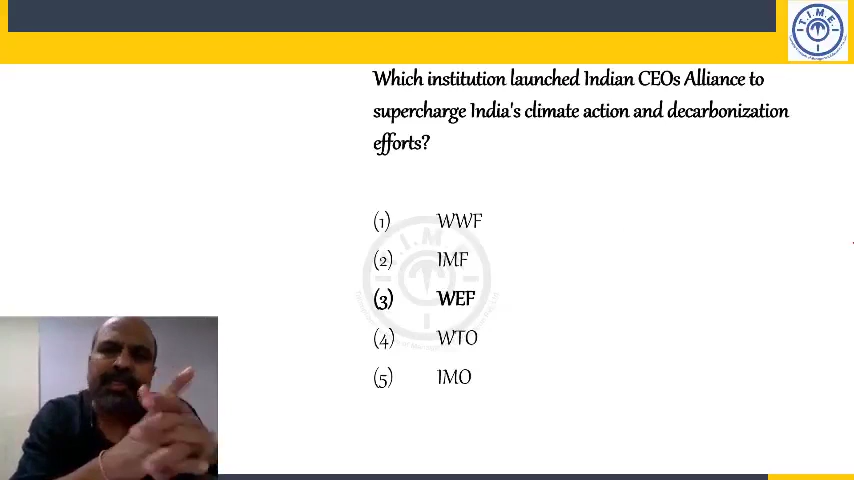 T.I.M.E.
Which institution launched Indian CEOs Alliance to
supercharge India's climate action and decarbonization
efforts?
(1) WWF
(2) IMF
(3) WEF
(4) WTO
(5) IMO
T.I.M.E.